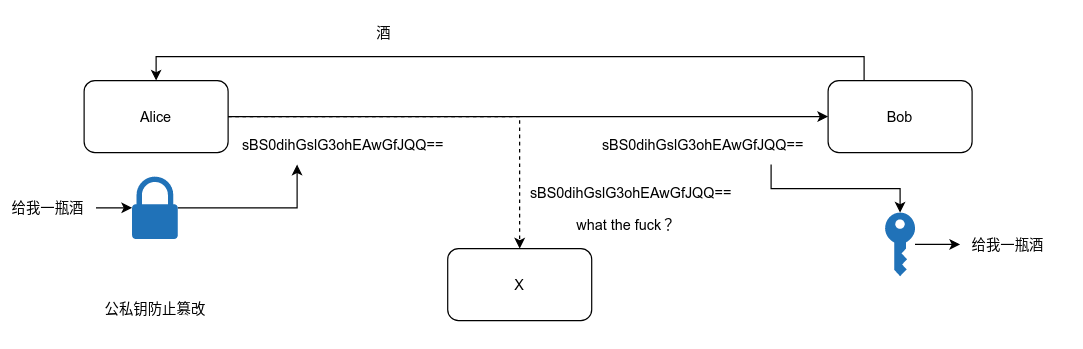 酒
Alice
Bob
sBS0dihGslG3ohEAwGfJQQ==
sBS0dihGslG3ohEAwGfJQQ==
sBS0dihGslG3ohEAwGfJQQ==
给我一瓶酒
what the fuck？
给我一瓶酒
X
公私钥防止篡改